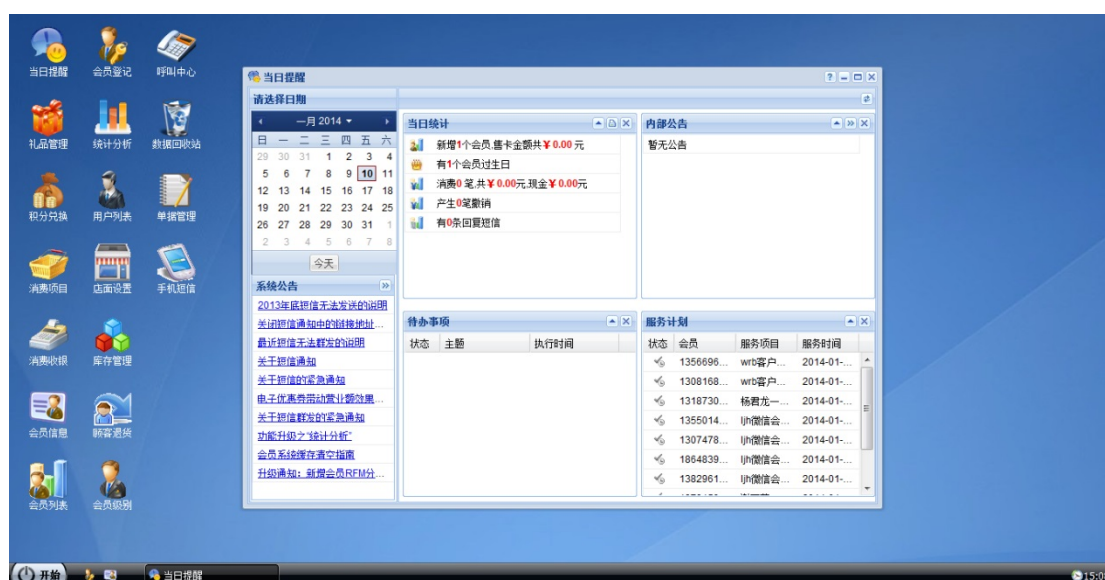 当日提醒 会员登记 呼叫中心
礼品管理 统计分析 数据回收站
积分兑换 用户列表 单据管理
消费项目 店面设置 手机短信
消费收银 库存管理
会员信息 顾客退货
会员列表 会员级别
当日提醒
请选择日期
一月 2014
日 一 二 三 四 五 六
29 30 31 1 2 3 4
5 6 7 8 9 10 11
12 13 14 15 16 17 18
19 20 21 22 23 24 25
26 27 28 29 30 31 1
2 3 4 5 6 7 8
今天
系统公告
2013年底短信无法发送的说明
关闭短信通知中的链接地址...
最近短信无法群发的说明
关于短信通知
关于短信的紧急通知
电子优惠券带动营业额效果...
关于短信群发的紧急通知
功能升级之"统计分析"
会员系统缓存清空指南
升级通知：新增会员RFM分...
当日统计
新增1个会员,售卡金额共¥0.00 元
有1个会员过生日
消费0 笔,共¥0.00元,现金¥0.00元
产生0笔撤销
有0条回复短信
内部公告
暂无公告
待办事项
状态 主题 执行时间
服务计划
状态 会员 服务项目 服务时间
1356696... wrb客户... 2014-01-...
1308168... wrb客户... 2014-01-...
1318730... 杨君龙一... 2014-01-...
1355014... ljh微信会... 2014-01-...
1307478... ljh微信会... 2014-01-...
1864839... ljh微信会... 2014-01-...
1382961... ljh微信会... 2014-01-...
开始 当日提醒 15:0